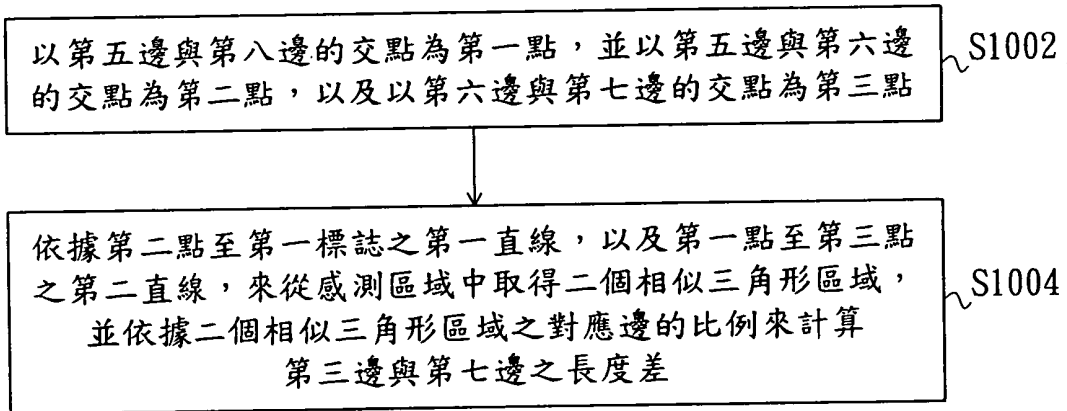 以第五邊與第八邊的交點為第一點，並以第五邊與第六邊
的交點為第二點，以及以第六邊與第七邊的交點為第三點
S1002
依據第二點至第一標誌之第一直線，以及第一點至第三點
之第二直線，來從感測區域中取得二個相似三角形區域，
並依據二個相似三角形區域之對應邊的比例來計算
第三邊與第七邊之長度差
S1004